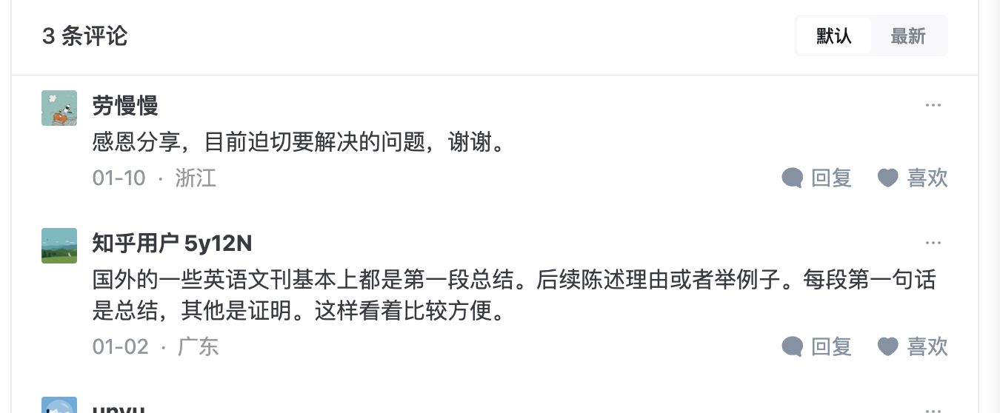 3 条评论
默认 最新
劳慢慢
感恩分享，目前迫切要解决的问题，谢谢。
01-10 · 浙江
回复 喜欢
知乎用户5y12N
国外的一些英语文刊基本上都是第一段总结。后续陈述理由或者举例子。每段第一句话
是总结，其他是证明。这样看着比较方便。
01-02 · 广东
回复 喜欢